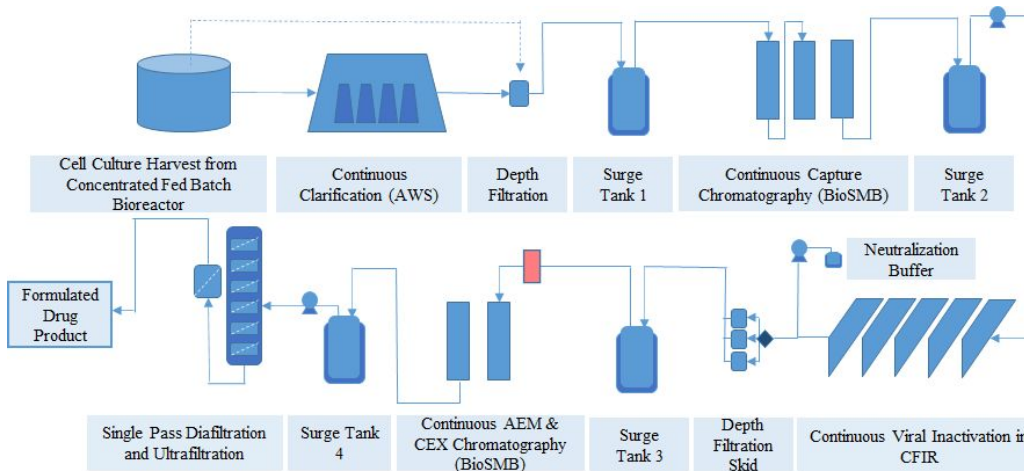 Cell Culture Harvest from
Concentrated Fed Batch
Bioreactor
Continuous
Clarification (AWS)
Depth
Filtration
Surge
Tank 1
Continuous Capture
Chromatography (BioSMB)
Surge
Tank 2
Neutralization
Buffer
Formulated
Drug
Product
Single Pass Diafiltration
and Ultrafiltration
Surge Tank
4
Continuous AEM &
CEX Chromatography
(BioSMB)
Surge
Tank 3
Depth
Filtration
Skid
Continuous Viral Inactivation in
CFIR